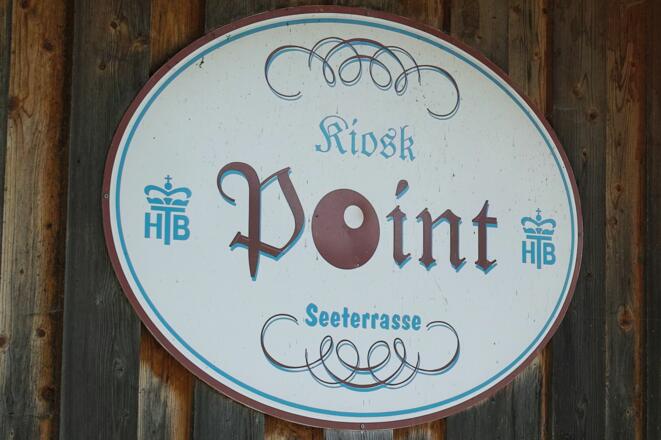 Kiosk
Point
HTB
HTB
Seeterrasse